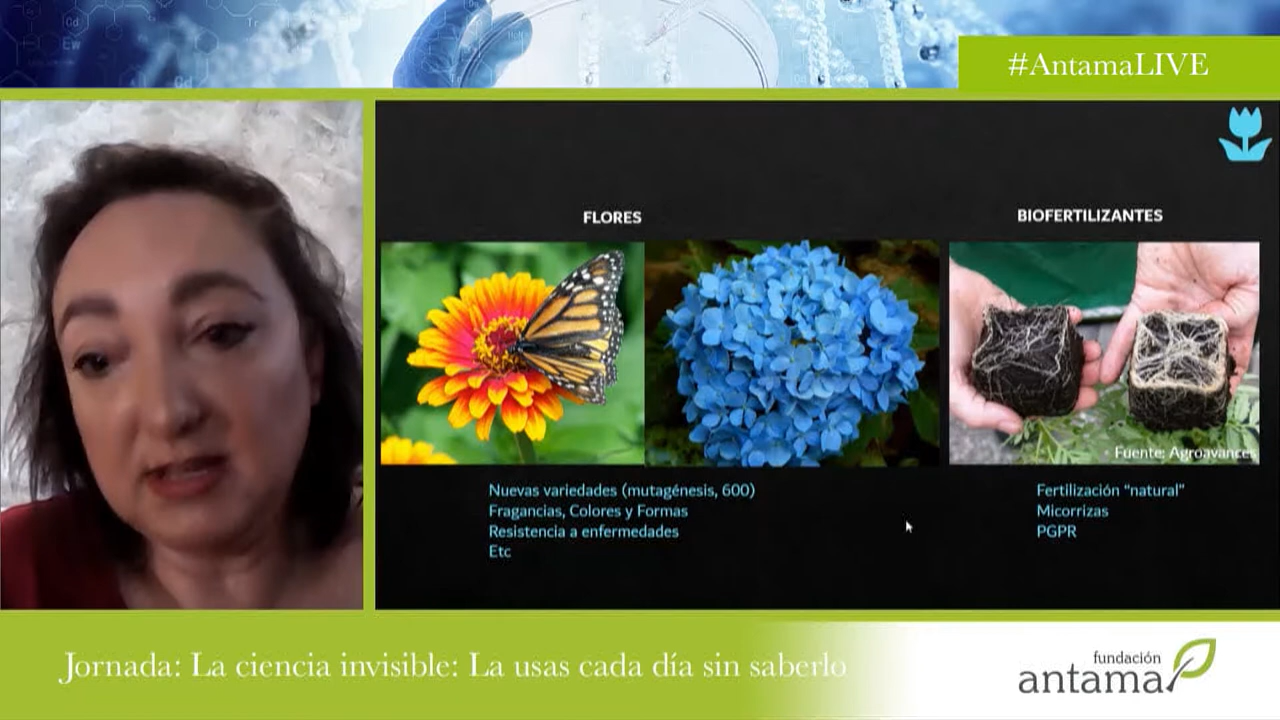 #AntamaLIVE
FLORES
BIOFERTILIZANTES
Fuente: Agroavances
Nuevas variedades (mutagénesis, 600)
Fragancias, Colores y Formas
Resistencia a enfermedades
Etc
Fertilización "natural"
Micorrizas
PGPR
Jornada: La ciencia invisible: La usas cada día sin saberlo
fundación
antama